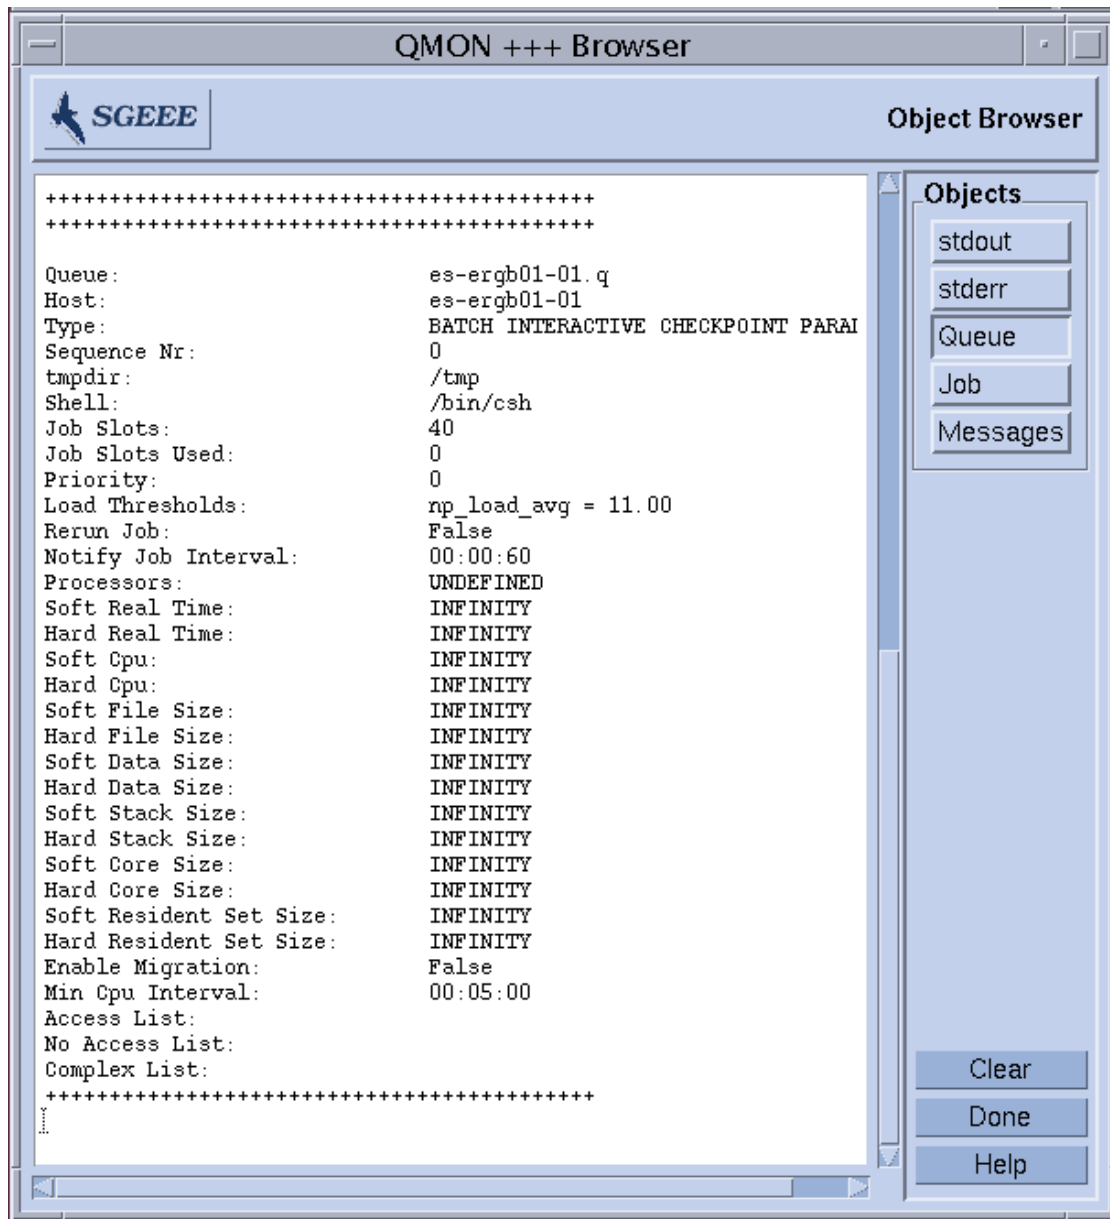 QMON +++ Browser
SGEEE
Object Browser
+++++++++++++++++++++++++++++++++++++++++++
+++++++++++++++++++++++++++++++++++++++++++
Queue: es-ergb01-01.q
Host: es-ergb01-01
Type: BATCH INTERACTIVE CHECKPOINT PARAL
Sequence Nr: 0
tmpdir: /tmp
Shell: /bin/csh
Job Slots: 40
Job Slots Used: 0
Priority: 0
Load Thresholds: np_load_avg = 11.00
Rerun Job: False
Notify Job Interval: 00:00:60
Processors: UNDEFINED
Soft Real Time: INFINITY
Hard Real Time: INFINITY
Soft Cpu: INFINITY
Hard Cpu: INFINITY
Soft File Size: INFINITY
Hard File Size: INFINITY
Soft Data Size: INFINITY
Hard Data Size: INFINITY
Soft Stack Size: INFINITY
Hard Stack Size: INFINITY
Soft Core Size: INFINITY
Hard Core Size: INFINITY
Soft Resident Set Size: INFINITY
Hard Resident Set Size: INFINITY
Enable Migration: False
Min Cpu Interval: 00:05:00
Access List:
No Access List:
Complex List:
+++++++++++++++++++++++++++++++++++++++++++
Objects
stdout
stderr
Queue
Job
Messages
Clear
Done
Help